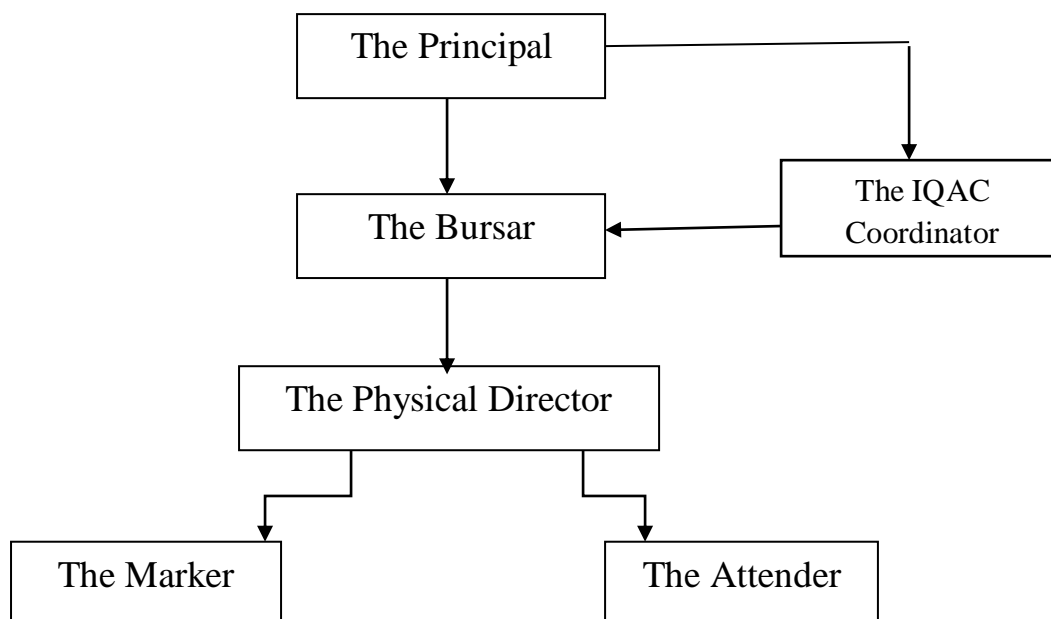 The Principal
The IQAC
Coordinator
The Bursar
The Physical Director
The Marker
The Attender